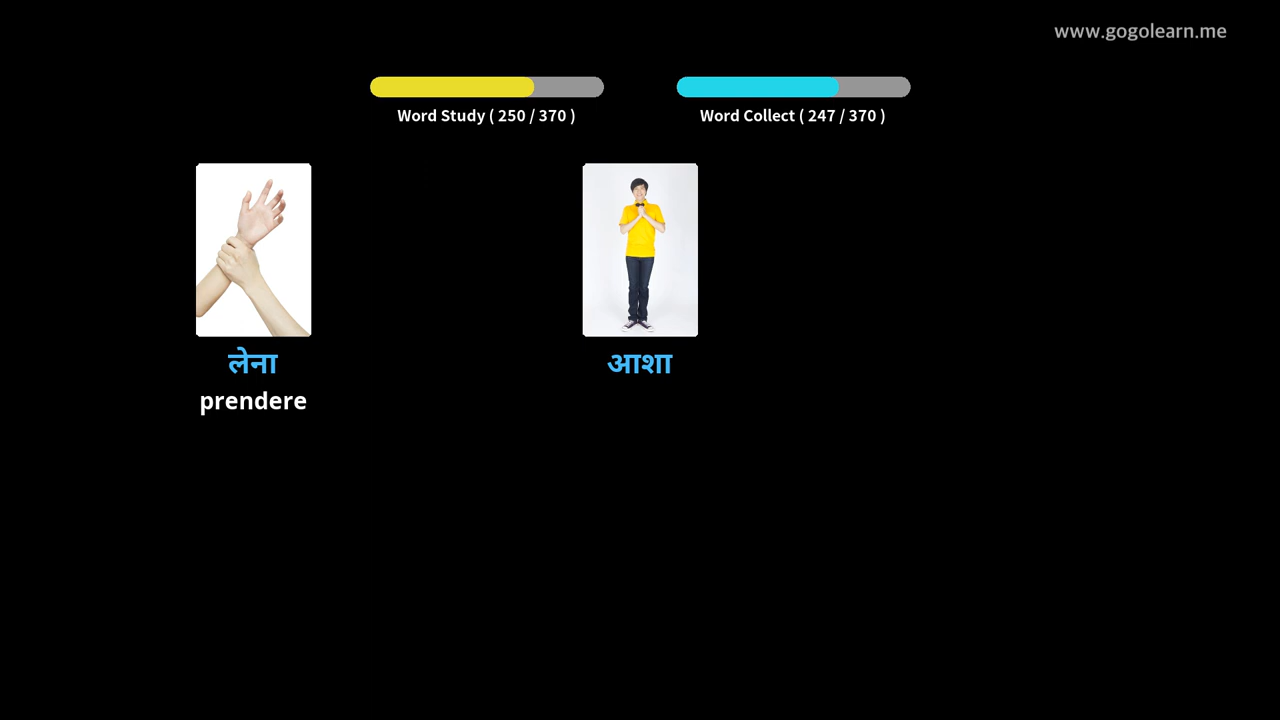 www.gogolearn.me
Word Study ( 250 / 370 )
Word Collect ( 247 / 370 )
लेना
prendere
आशा